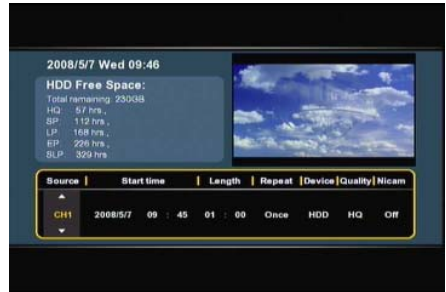 2008/5/7 Wed 09:46
HDD Free Space:
Total remaining: 230GB
HQ: 57 hrs.,
SP: 112 hrs.,
LP: 168 hrs.,
EP: 226 hrs.,
SLP: 329 hrs
Source | Start time | Length | Repeat | Device | Quality | Nicam
CH1 2008/5/7 09 : 45 01 : 00 Once HDD HQ Off